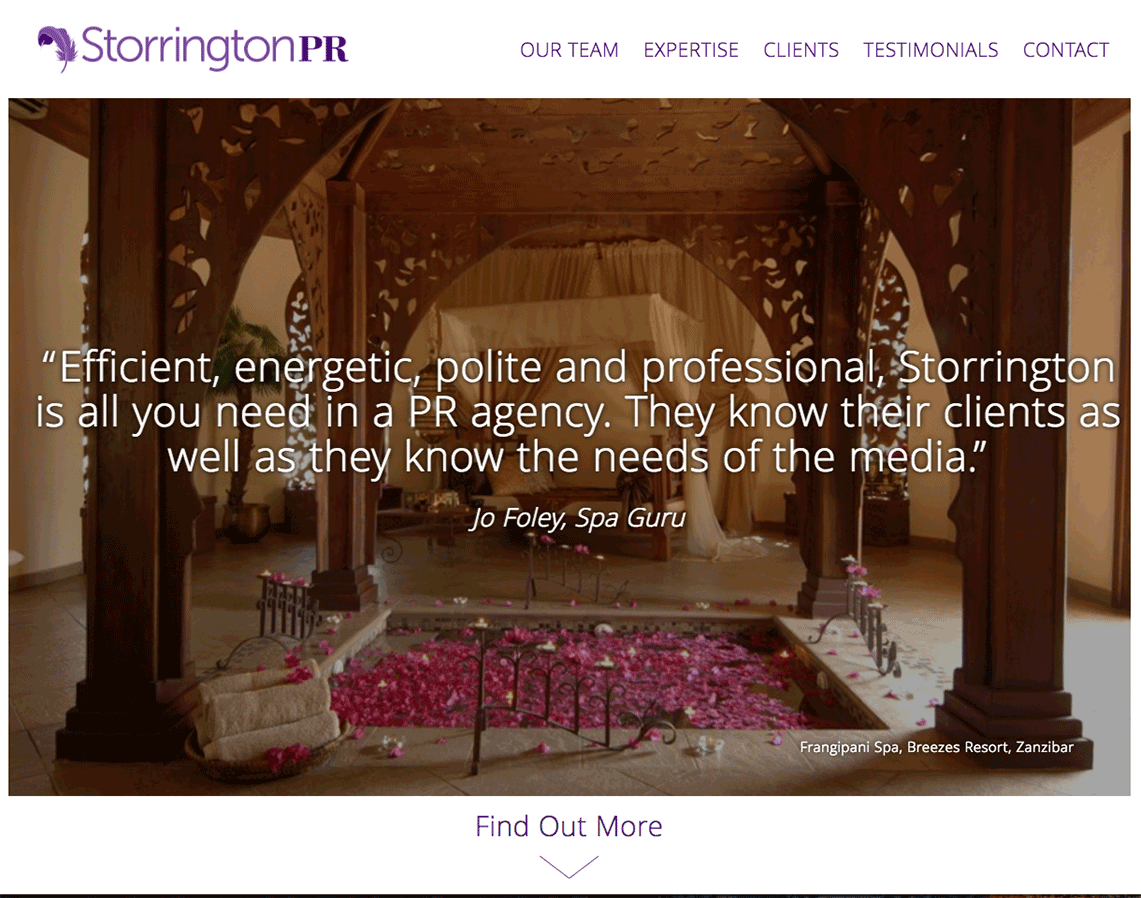 StorringtonPR
OUR TEAM EXPERTISE CLIENTS TESTIMONIALS CONTACT
“Efficient, energetic, polite and professional, Storrington
is all you need in a PR agency. They know their clients as
well as they know the needs of the media.”
Jo Foley, Spa Guru
Frangipani Spa, Breezes Resort, Zanzibar
Find Out More